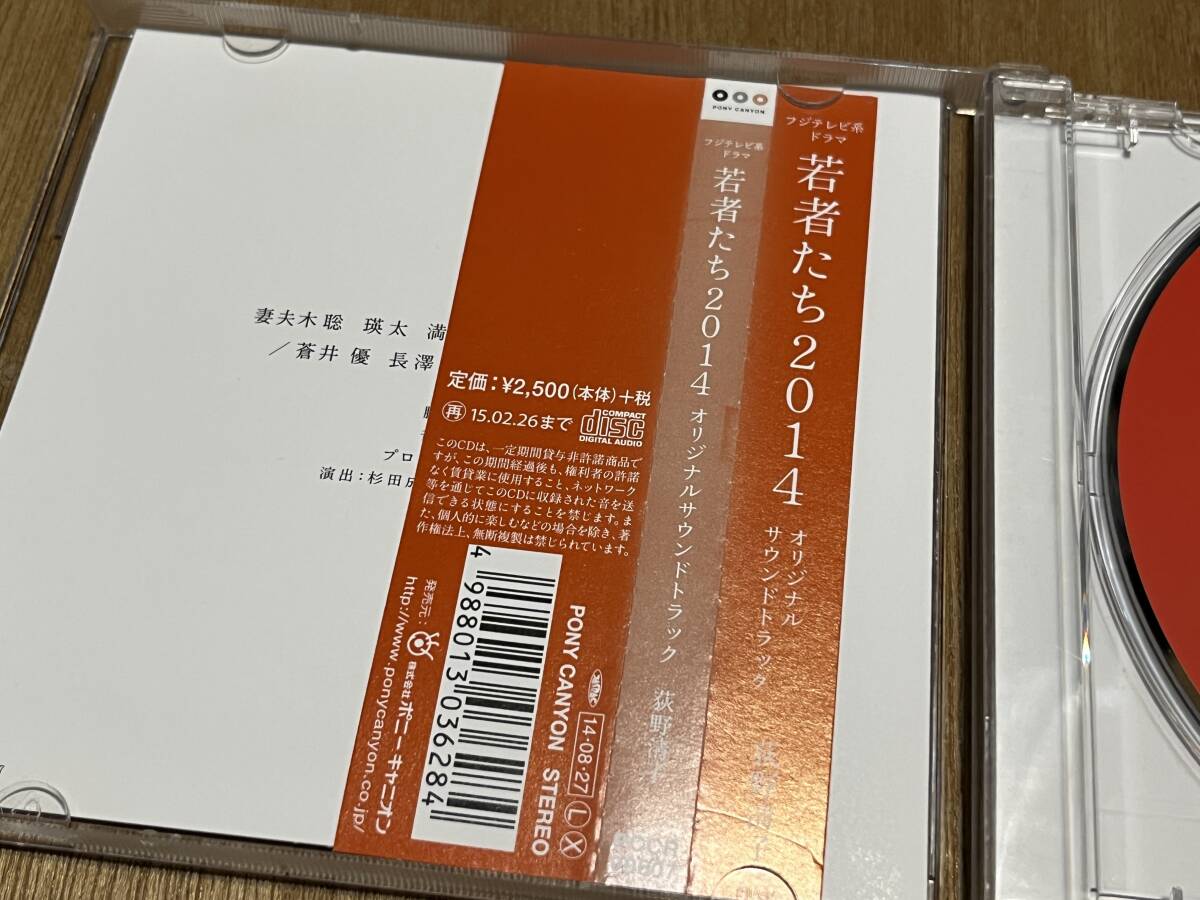 妻夫木 聡 瑛太 満
／蒼井 優 長澤
プロ
演出：杉田成
定価：¥2,500(本体)+税
再 15.02.26まで
COMPACT
disc
DIGITAL AUDIO
このCDは、一定期間貸与非許諾商品で
すが、この期間経過後も、権利者の許諾
なく賃貸業に使用すること、ネットワーク
等を通じてこのCDに収録された音を送
信できる状態にすることを禁じます。ま
た、個人的に楽しむなどの場合を除き、著
作権法上、無断複製は禁じられています。
4 988013 036284
発売元：
株式会社ポニーキャニオン
http://www.ponycanyon.co.jp/
PONY CANYON STEREO
14・08・27 L X
PONY CANYON
フジテレビ系
ドラマ
若者たち2014 オリジナルサウンドトラック 荻野清子
フジテレビ系
ドラマ
若者たち2014
オリジナル
サウンドトラック
荻野清子